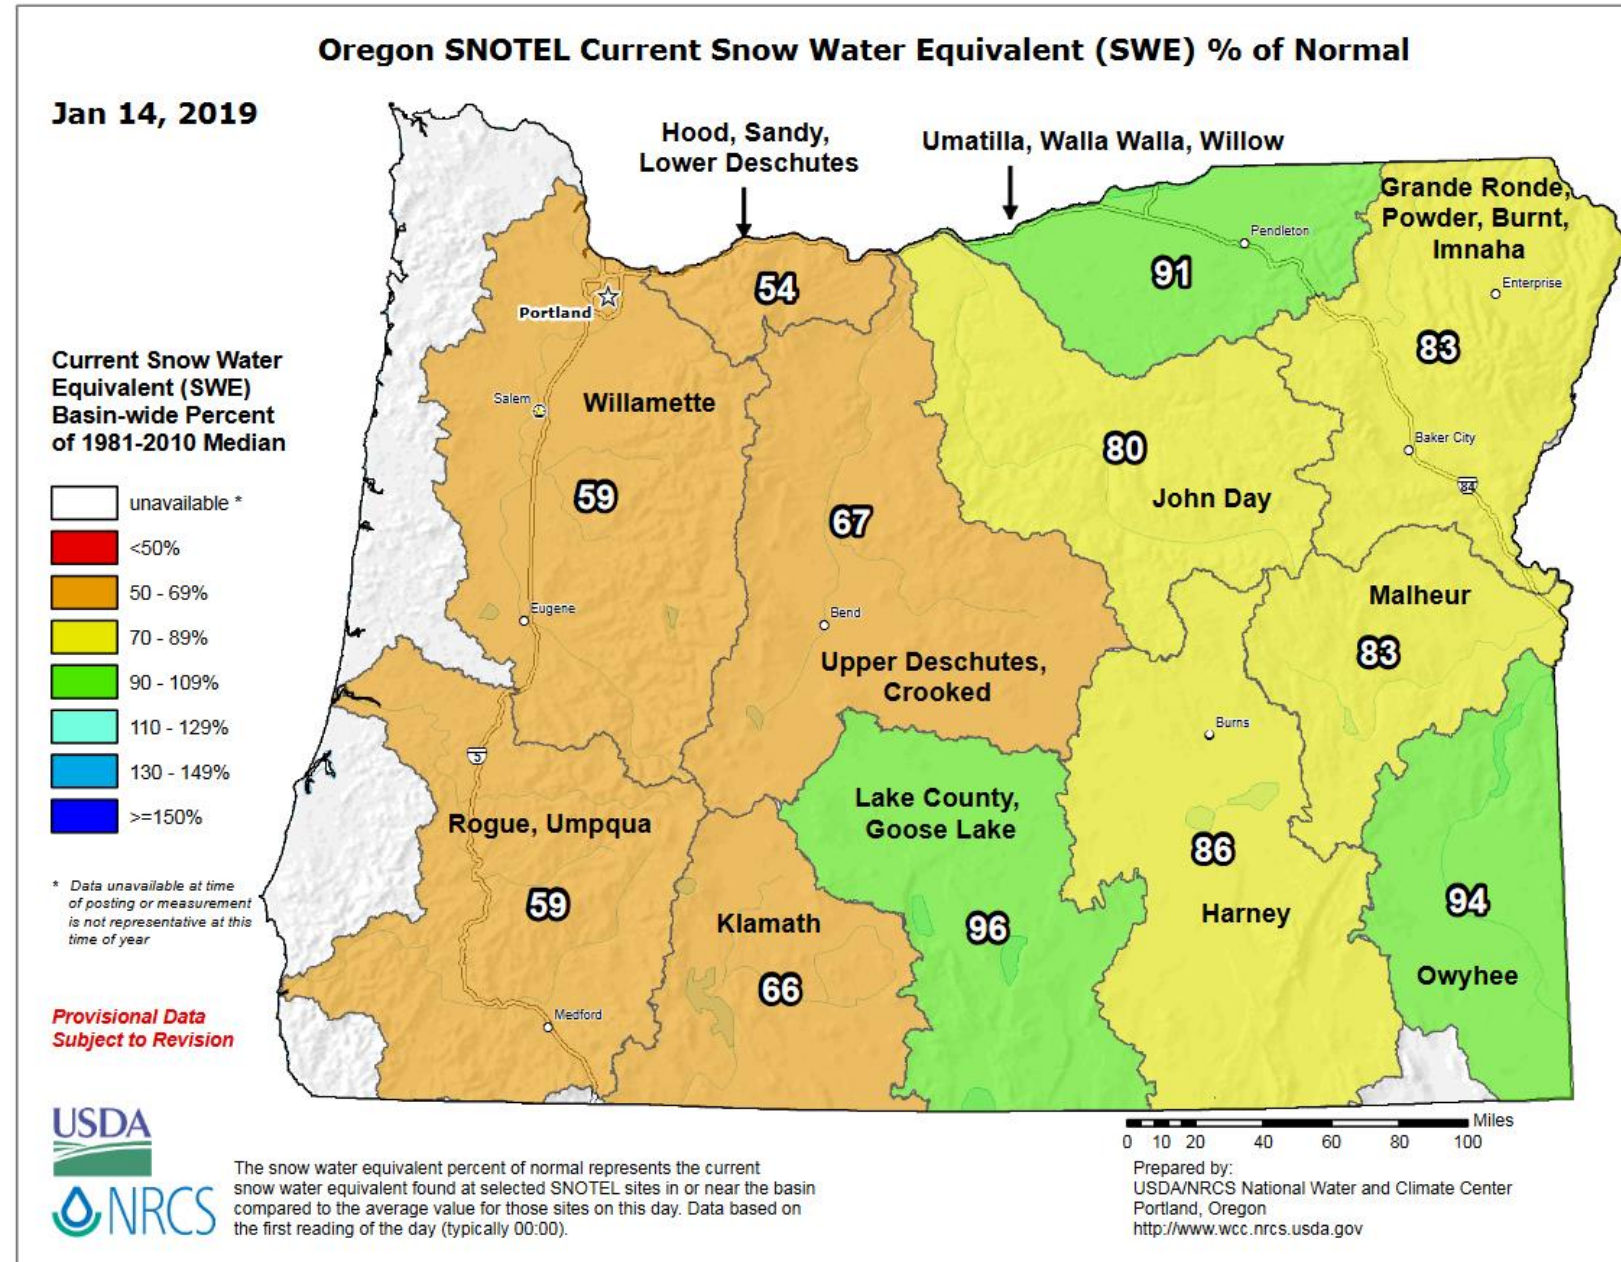 Oregon SNOTEL Current Snow Water Equivalent (SWE) % of Normal
Jan 14, 2019
Hood, Sandy,
Lower Deschutes
Umatilla, Walla Walla, Willow
Grande Ronde,
Powder, Burnt,
Imnaha
Pendleton
Enterprise
91
54
Portland
83
Current Snow Water
Equivalent (SWE)
Basin-wide Percent
of 1981-2010 Median
Salem
Willamette
80
Baker City
84
John Day
59
67
unavailable *
<50%
50 - 69%
70 - 89%
90 - 109%
110 - 129%
130 - 149%
>=150%
Eugene
Bend
Malheur
83
Upper Deschutes,
Crooked
Burns
5
Lake County,
Goose Lake
Rogue, Umpqua
86
59
Klamath
96
Harney
94
66
Owyhee
Medford
* Data unavailable at time
of posting or measurement
is not representative at this
time of year
Provisional Data
Subject to Revision
USDA
NRCS
The snow water equivalent percent of normal represents the current
snow water equivalent found at selected SNOTEL sites in or near the basin
compared to the average value for those sites on this day. Data based on
the first reading of the day (typically 00:00).
Miles
0 10 20 40 60 80 100
Prepared by:
USDA/NRCS National Water and Climate Center
Portland, Oregon
http://www.wcc.nrcs.usda.gov